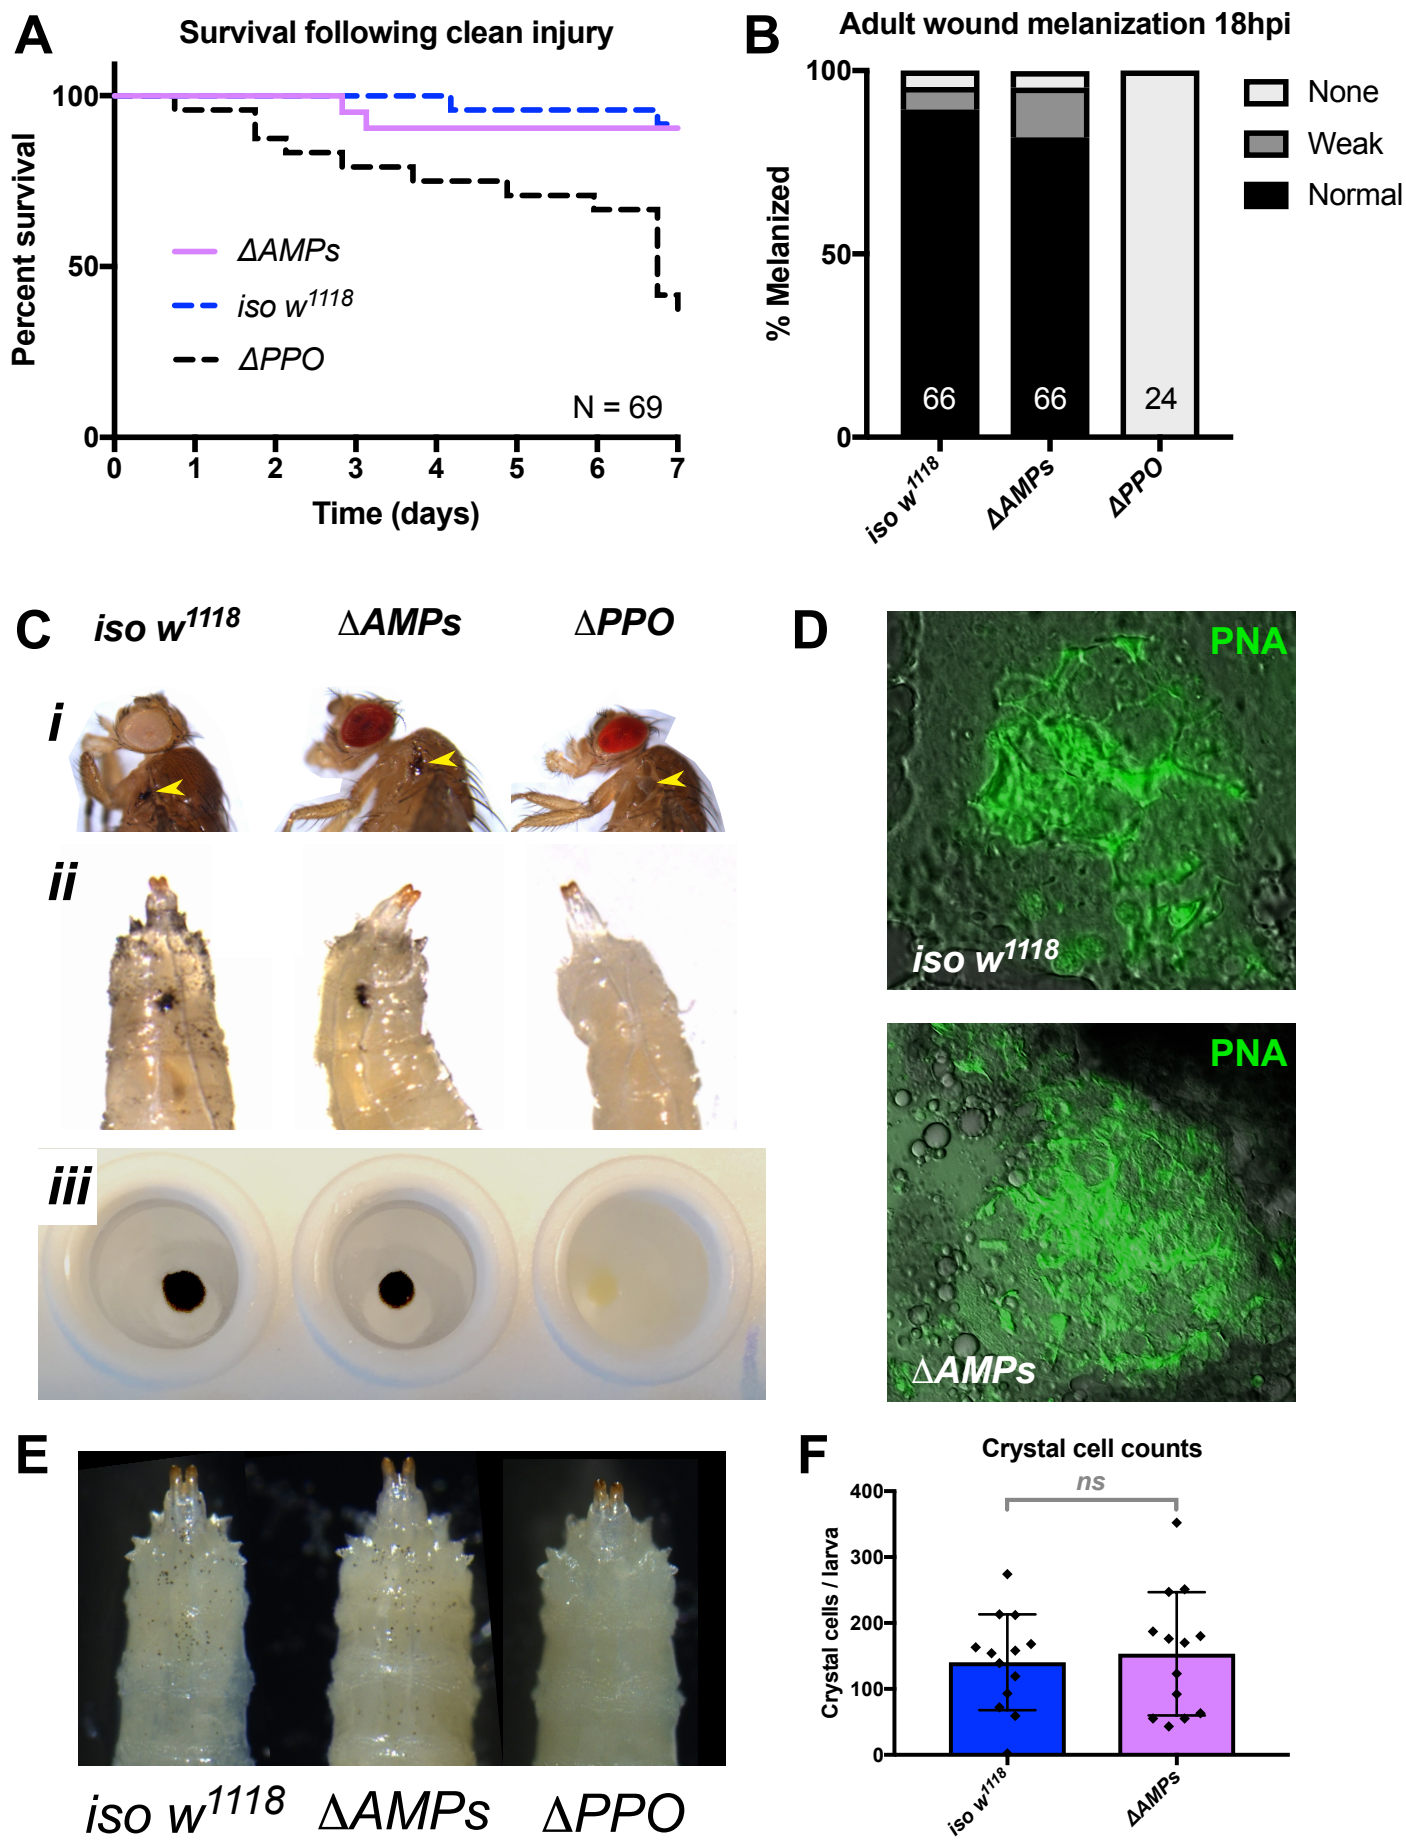 A
Survival following clean injury
Percent survival
100
50
0
ΔAMPs
iso w1118
ΔPPO
N = 69
0 1 2 3 4 5 6 7
Time (days)
B
Adult wound melanization 18hpi
% Melanized
100
50
0
66 66 24
iso w1118 ΔAMPs ΔPPO
None
Weak
Normal
C
iso w1118 ΔAMPs ΔPPO
i
ii
iii
D
PNA
iso w1118
PNA
ΔAMPs
E
iso w1118 ΔAMPs ΔPPO
F
Crystal cell counts
ns
Crystal cells / larva
400
300
200
100
0
iso w1118 ΔAMPs